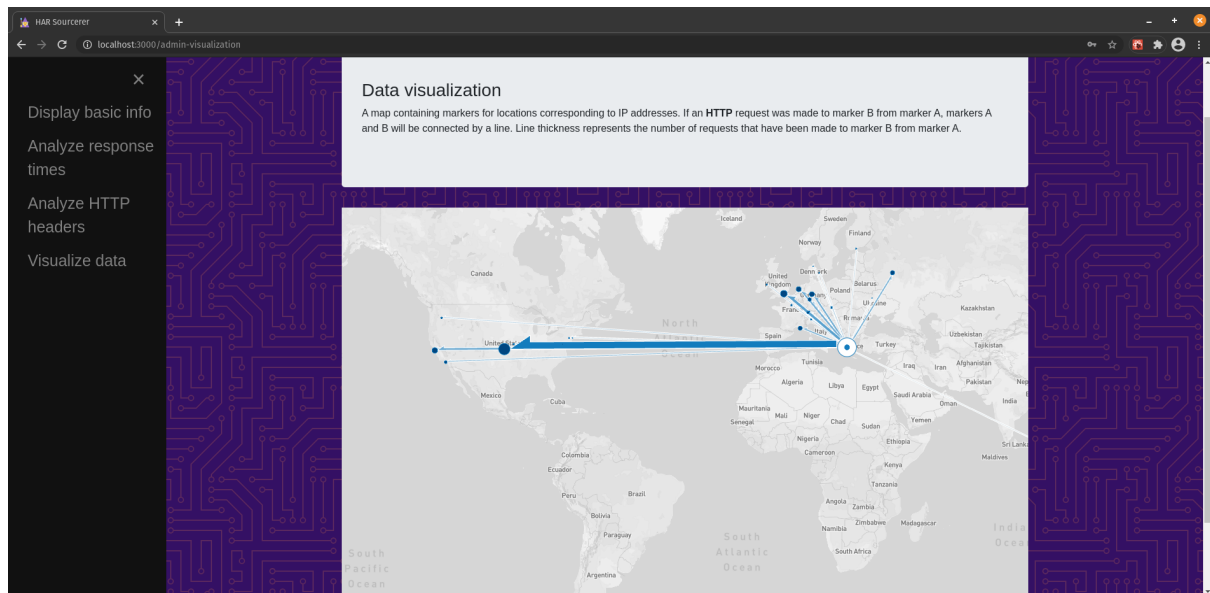 HAR Sourcerer
localhost:3000/admin-visualization
Display basic info
Analyze response
times
Analyze HTTP
headers
Visualize data
Data visualization
A map containing markers for locations corresponding to IP addresses. If an HTTP request was made to marker B from marker A, markers A
and B will be connected by a line. Line thickness represents the number of requests that have been made to marker B from marker A.
Iceland
Sweden
Finland
Norway
Canada
United
Kingdom
Belarus
Poland
Kazakhstan
North
Spain
Italy
Turkey
Uzbekistan
Tajikistan
Ocean
Morocco
Tunisia
Iraq
Iran
Afghanistan
Pakistan
Algeria
Libya
Egypt
Saudi Arabia
Mexico
Cuba
Oman
India
Mauritania
Mali
Niger
Chad
Sudan
Yemen
Senegal
Nigeria
Ethiopia
Cameroon
Colombia
Maldives
Ecuador
Kenya
Tanzania
Peru
Brazil
Angola
Zambia
Bolivia
Namibia
Zimbabwe
Madagascar
Paraguay
South
Atlantic
Ocean
South Africa
South
Pacific
Ocean
Argentina